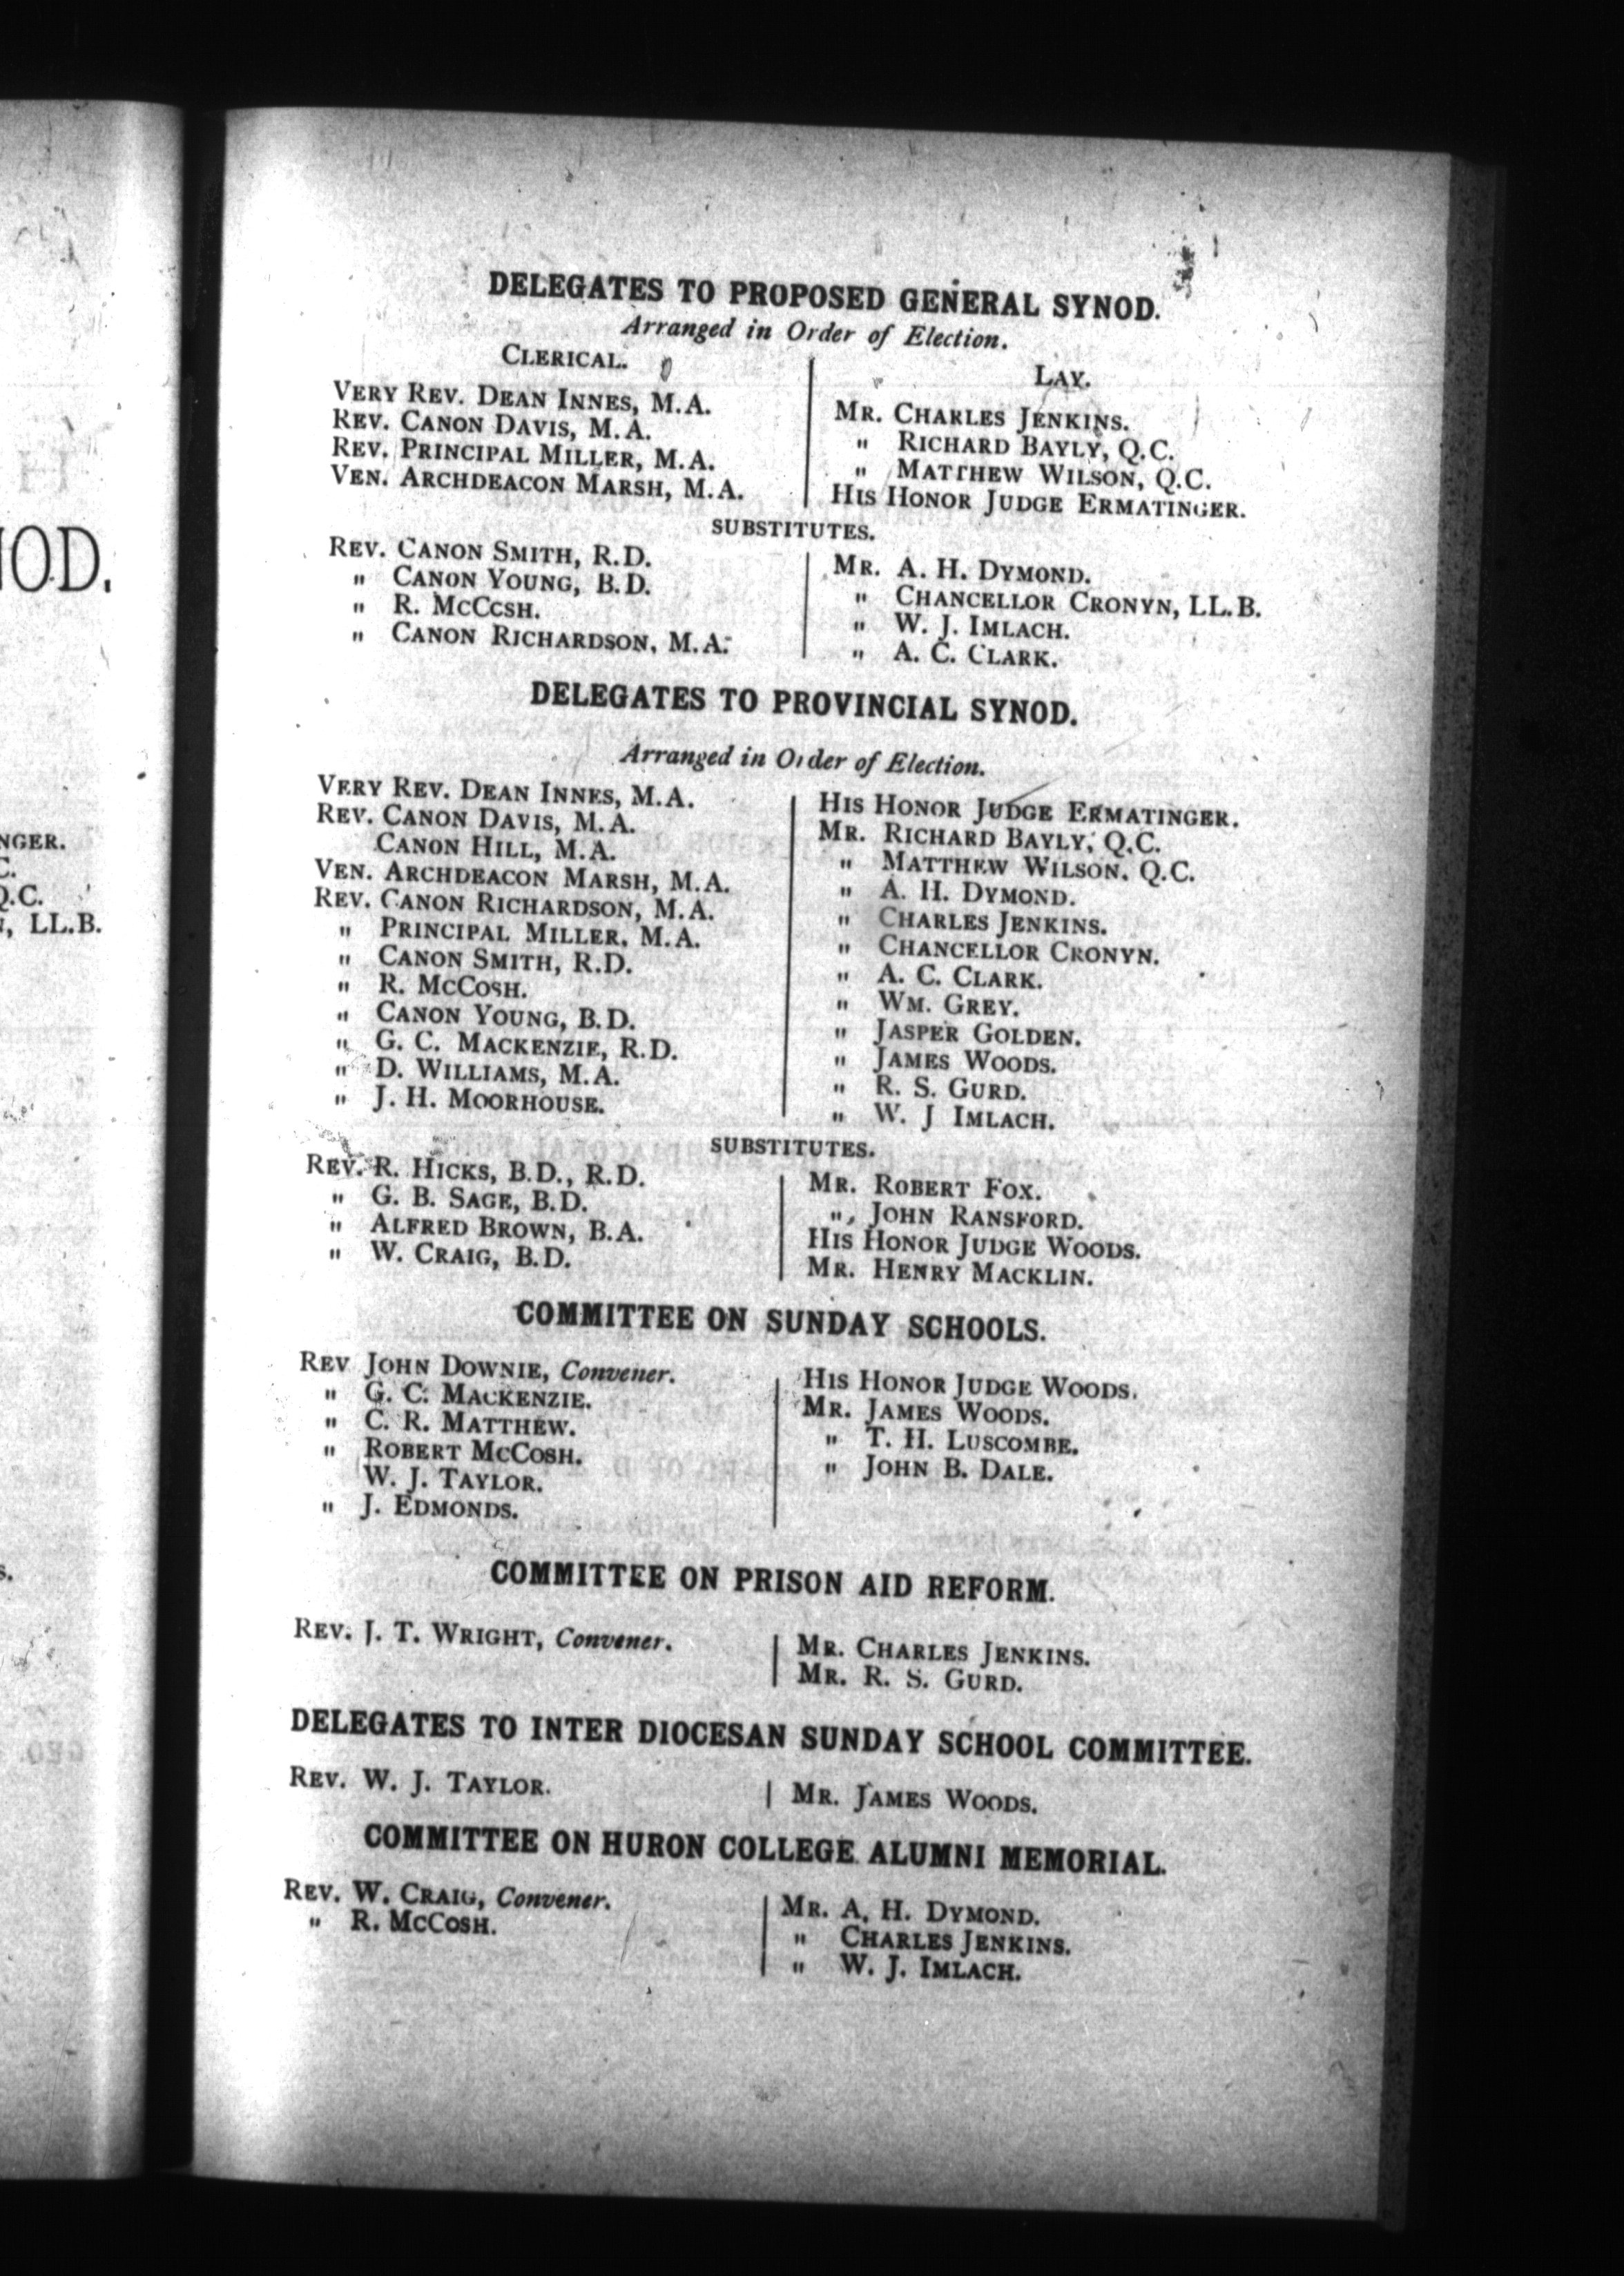 NOD.
NGER.
C.
Q.C.
, LL.B.
s.
DELEGATES TO PROPOSED GENERAL SYNOD.
Arranged in Order of Election.
CLERICAL.
VERY REV. DEAN INNES, M.A.
REV. CANON DAVIS, M.A.
REV. PRINCIPAL MILLER, M.A.
VEN. ARCHDEACON MARSH, M.A.
LAY.
MR. CHARLES JENKINS.
" RICHARD BAYLY, Q.C.
" MATTHEW WILSON, Q.C.
HIS HONOR JUDGE ERMATINGER.
SUBSTITUTES.
REV. CANON SMITH, R.D.
" CANON YOUNG, B.D.
" R. MCCCSH.
" CANON RICHARDSON, M.A.
MR. A. H. DYMOND.
" CHANCELLOR CRONYN, LL.B.
" W. J. IMLACH.
" A. C. CLARK.
DELEGATES TO PROVINCIAL SYNOD.
Arranged in Order of Election.
VERY REV. DEAN INNES, M.A.
REV. CANON DAVIS, M.A.
CANON HILL, M.A.
VEN. ARCHDEACON MARSH, M.A.
REV. CANON RICHARDSON, M.A.
" PRINCIPAL MILLER. M.A.
" CANON SMITH, R.D.
" R. MCCOSH.
" CANON YOUNG, B.D.
" G. C. MACKENZIE, R.D.
" D. WILLIAMS, M.A.
" J. H. MOORHOUSE.
HIS HONOR JUDGE ERMATINGER.
MR. RICHARD BAYLY, Q.C.
" MATTHEW WILSON. Q.C.
" A. H. DYMOND.
" CHARLES JENKINS.
" CHANCELLOR CRONYN.
" A. C. CLARK.
" WM. GREY.
" JASPER GOLDEN.
" JAMES WOODS.
" R. S. GURD.
" W. J IMLACH.
SUBSTITUTES.
REV. R. HICKS, B.D., R.D.
" G. B. SAGE, B.D.
" ALFRED BROWN, B.A.
" W. CRAIG, B.D.
MR. ROBERT FOX.
", JOHN RANSFORD.
HIS HONOR JUDGE WOODS.
MR. HENRY MACKLIN.
COMMITTEE ON SUNDAY SCHOOLS.
REV JOHN DOWNIE, Convener.
" G. C. MACKENZIE.
" C. R. MATTHEW.
" ROBERT MCCOSH.
W. J. TAYLOR.
" J. EDMONDS.
HIS HONOR JUDGE WOODS.
MR. JAMES WOODS.
" T. H. LUSCOMBE.
" JOHN B. DALE.
COMMITTEE ON PRISON AID REFORM.
REV. J. T. WRIGHT, Convener.
MR. CHARLES JENKINS.
MR. R. S. GURD.
DELEGATES TO INTER DIOCESAN SUNDAY SCHOOL COMMITTEE.
REV. W. J. TAYLOR.
MR. JAMES WOODS.
COMMITTEE ON HURON COLLEGE ALUMNI MEMORIAL.
REV. W. CRAIG, Convener.
" R. MCCOSH.
MR. A. H. DYMOND.
" CHARLES JENKINS.
" W. J. IMLACH.